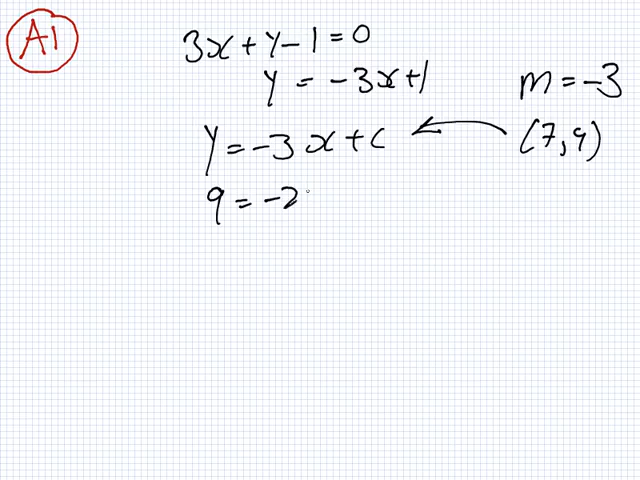 A1
3x + y - 1 = 0
y = -3x + 1
m = -3
y = -3x + c
(7, 9)
9 = -2